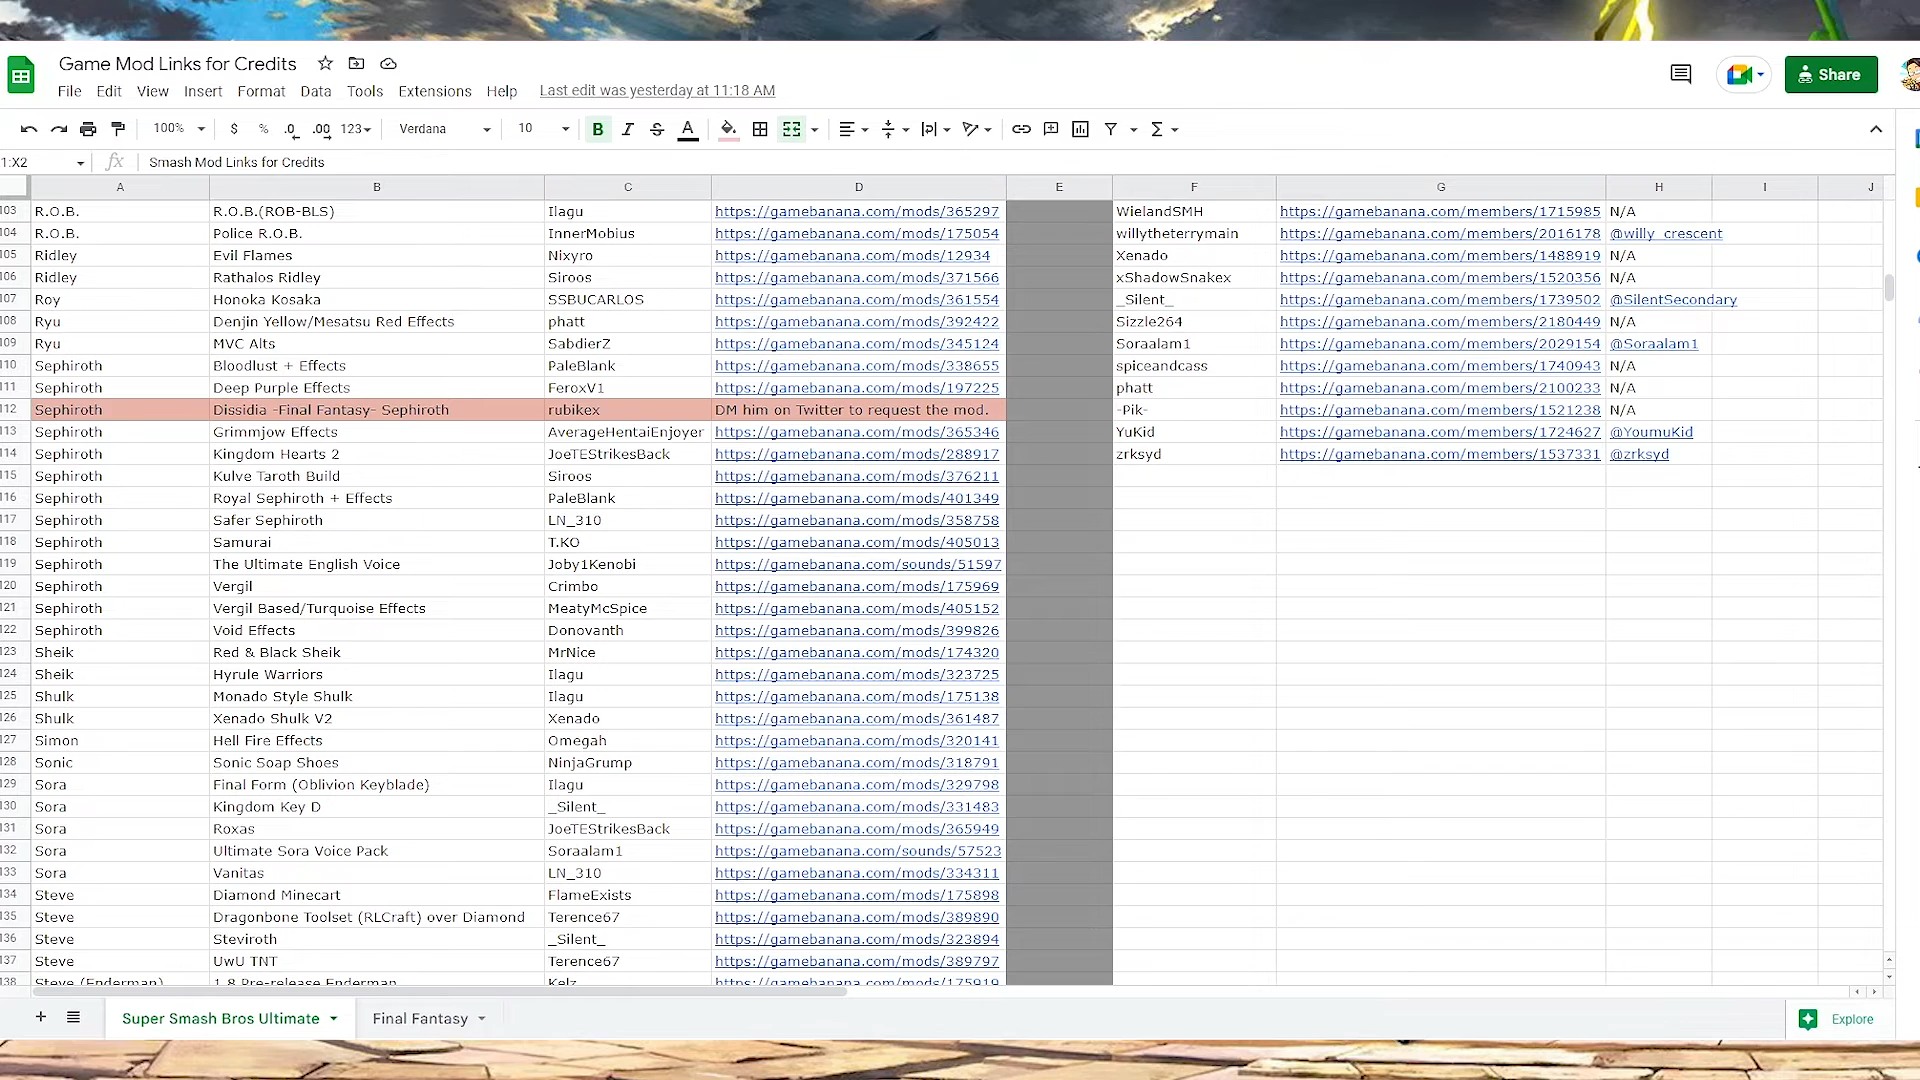 Game Mod Links for Credits
File Edit View Insert Format Data Tools Extensions Help Last edit was yesterday at 11:18 AM
Share
100% $ % .0 .00 123 Verdana 10 B I S A
1:X2 fx Smash Mod Links for Credits
A B C D E F G H I J
103 R.O.B. R.O.B.(ROB-BLS) Ilagu https://gamebanana.com/mods/365297 WielandSMH https://gamebanana.com/members/1715985 N/A
104 R.O.B. Police R.O.B. InnerMobius https://gamebanana.com/mods/175054 willytheterrymain https://gamebanana.com/members/2016178 @willy_crescent
105 Ridley Evil Flames Nixyro https://gamebanana.com/mods/12934 Xenado https://gamebanana.com/members/1488919 N/A
106 Ridley Rathalos Ridley Siroos https://gamebanana.com/mods/371566 xShadowSnakex https://gamebanana.com/members/1520356 N/A
107 Roy Honoka Kosaka SSBUCARLOS https://gamebanana.com/mods/361554 _Silent_ https://gamebanana.com/members/1739502 @SilentSecondary
108 Ryu Denjin Yellow/Mesatsu Red Effects phatt https://gamebanana.com/mods/392422 Sizzle264 https://gamebanana.com/members/2180449 N/A
109 Ryu MVC Alts SabdierZ https://gamebanana.com/mods/345124 Soraalam1 https://gamebanana.com/members/2029154 @Soraalam1
110 Sephiroth Bloodlust + Effects PaleBlank https://gamebanana.com/mods/338655 spiceandcass https://gamebanana.com/members/1740943 N/A
111 Sephiroth Deep Purple Effects FeroxV1 https://gamebanana.com/mods/197225 phatt https://gamebanana.com/members/2100233 N/A
112 Sephiroth Dissidia -Final Fantasy- Sephiroth rubikex DM him on Twitter to request the mod. -Pik- https://gamebanana.com/members/1521238 N/A
113 Sephiroth Grimmjow Effects AverageHentaiEnjoyer https://gamebanana.com/mods/365346 YuKid https://gamebanana.com/members/1724627 @YoumuKid
114 Sephiroth Kingdom Hearts 2 JoeTEStrikesBack https://gamebanana.com/mods/288917 zrksyd https://gamebanana.com/members/1537331 @zrksyd
115 Sephiroth Kulve Taroth Build Siroos https://gamebanana.com/mods/376211
116 Sephiroth Royal Sephiroth + Effects PaleBlank https://gamebanana.com/mods/401349
117 Sephiroth Safer Sephiroth LN_310 https://gamebanana.com/mods/358758
118 Sephiroth Samurai T.KO https://gamebanana.com/mods/405013
119 Sephiroth The Ultimate English Voice Joby1Kenobi https://gamebanana.com/sounds/51597
120 Sephiroth Vergil Crimbo https://gamebanana.com/mods/175969
121 Sephiroth Vergil Based/Turquoise Effects MeatyMcSpice https://gamebanana.com/mods/405152
122 Sephiroth Void Effects Donovanth https://gamebanana.com/mods/399826
123 Sheik Red & Black Sheik MrNice https://gamebanana.com/mods/174320
124 Sheik Hyrule Warriors Ilagu https://gamebanana.com/mods/323725
125 Shulk Monado Style Shulk Ilagu https://gamebanana.com/mods/175138
126 Shulk Xenado Shulk V2 Xenado https://gamebanana.com/mods/361487
127 Simon Hell Fire Effects Omegah https://gamebanana.com/mods/320141
128 Sonic Sonic Soap Shoes NinjaGrump https://gamebanana.com/mods/318791
129 Sora Final Form (Oblivion Keyblade) Ilagu https://gamebanana.com/mods/329798
130 Sora Kingdom Key D _Silent_ https://gamebanana.com/mods/331483
131 Sora Roxas JoeTEStrikesBack https://gamebanana.com/mods/365949
132 Sora Ultimate Sora Voice Pack Soraalam1 https://gamebanana.com/sounds/57523
133 Sora Vanitas LN_310 https://gamebanana.com/mods/334311
134 Steve Diamond Minecart FlameExists https://gamebanana.com/mods/175898
135 Steve Dragonbone Toolset (RLCraft) over Diamond Terence67 https://gamebanana.com/mods/389890
136 Steve Steviroth _Silent_ https://gamebanana.com/mods/323894
137 Steve UwU TNT Terence67 https://gamebanana.com/mods/389797
138 Steve (Enderman) 1.8 Pre-release Enderman Kelz https://gamebanana.com/mods/175919
Super Smash Bros Ultimate Final Fantasy Explore